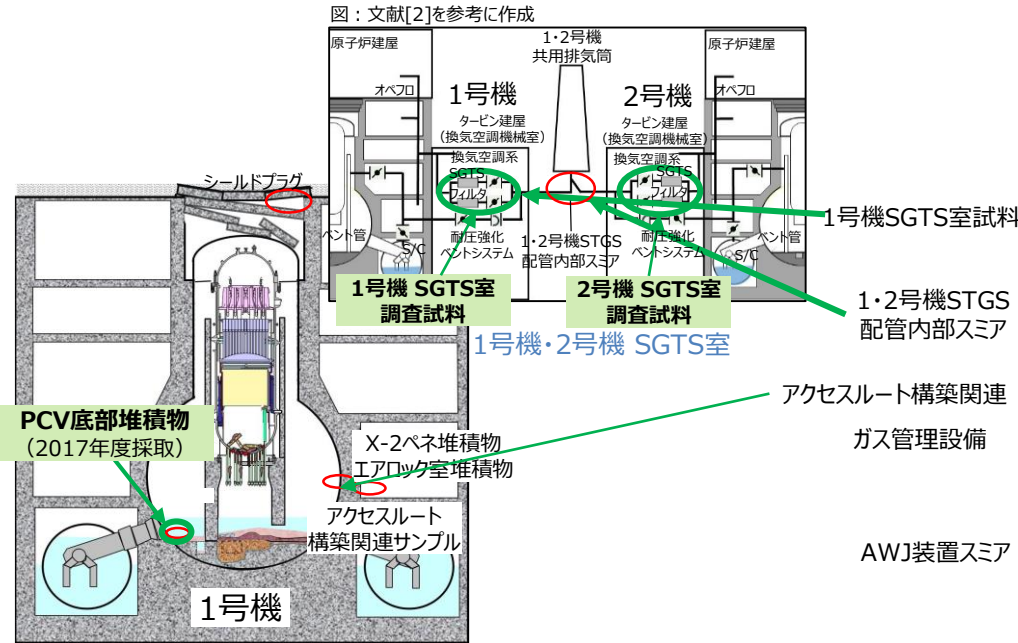 図：文献[2]を参考に作成
原子炉建屋
1・2号機
共用排気筒
原子炉建屋
オペフロ
1号機
2号機
オペフロ
タービン建屋
（換気空調機械室）
タービン建屋
（換気空調機械室）
換気空調系
SGTS
フィルタ
換気空調系
SGTS
フィルタ
シールドプラグ
1号機SGTS室試料
ベント管
S/C
耐圧強化
ベントシステム
1・2号機STGS
配管内部スミア
耐圧強化
ベントシステム
S/C
ベント管
1号機 SGTS室
調査試料
2号機 SGTS室
調査試料
1・2号機STGS
配管内部スミア
1号機・2号機 SGTS室
アクセスルート構築関連
PCV底部堆積物
（2017年度採取）
X-2ペネ堆積物
エアロック室堆積物
ガス管理設備
アクセスルート
構築関連サンプル
AWJ装置スミア
1号機